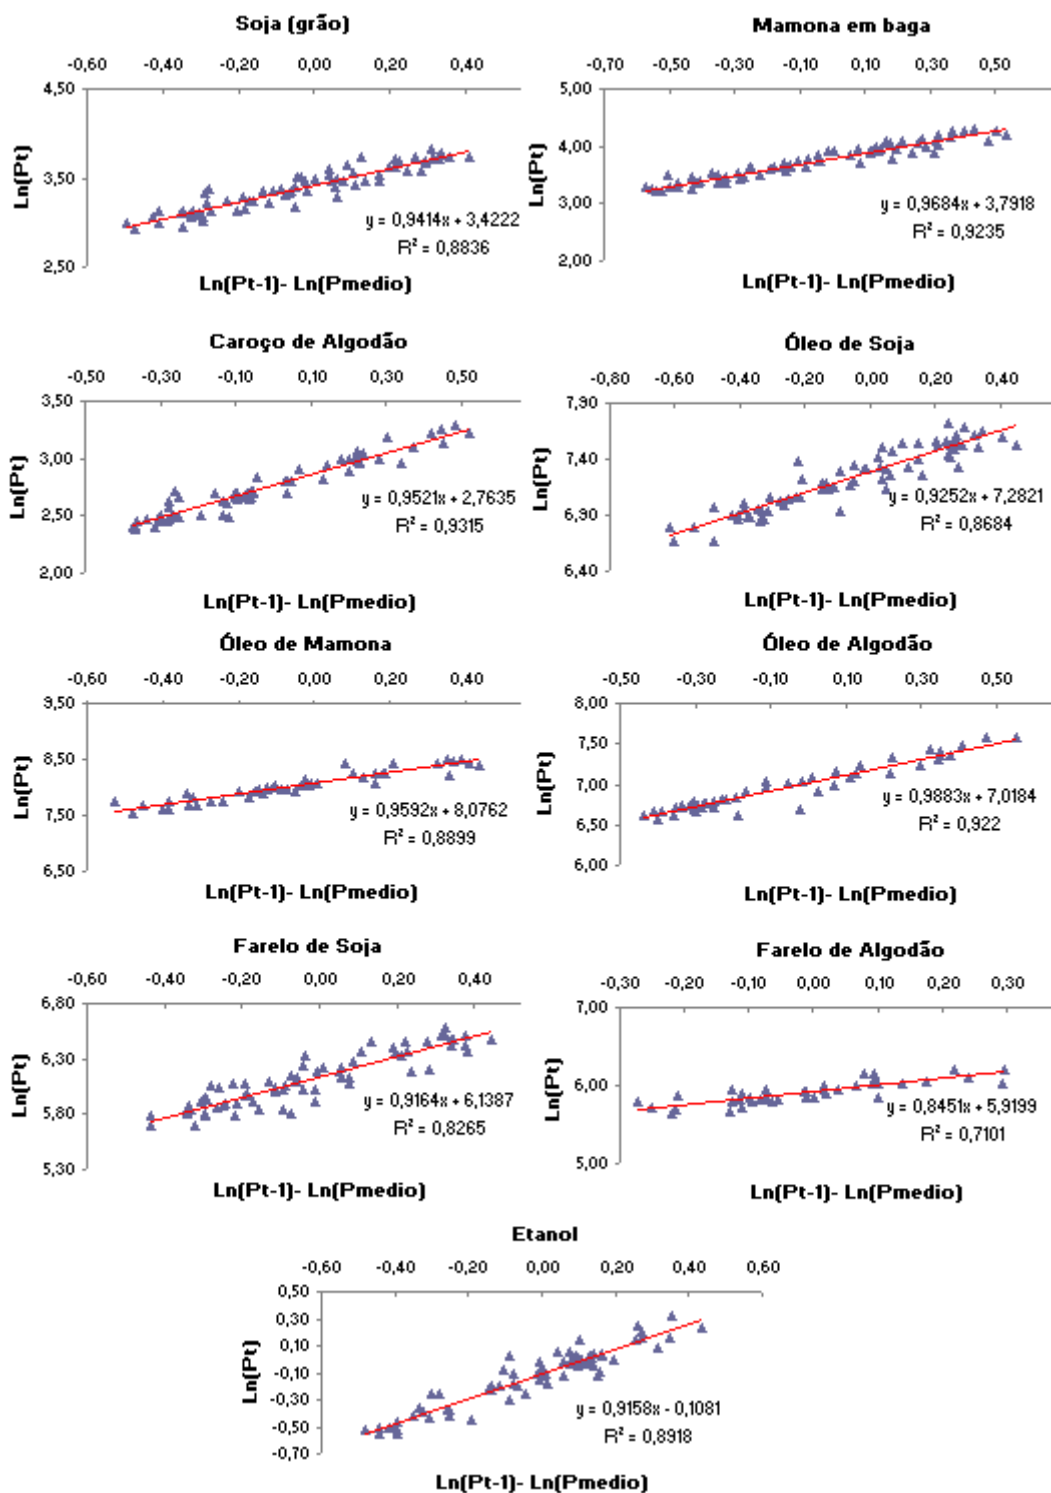 Soja (grão)
-0,60 -0,40 -0,20 0,00 0,20 0,40
4,50
3,50
2,50
Ln(Pt)
y = 0,9414x + 3,4222
R² = 0,8836
Ln(Pt-1)- Ln(Pmedio)
Mamona em baga
-0,70 -0,50 -0,30 -0,10 0,10 0,30 0,50
5,00
4,00
3,00
2,00
Ln(Pt)
y = 0,9684x + 3,7918
R² = 0,9235
Ln(Pt-1)- Ln(Pmedio)
Caroço de Algodão
-0,50 -0,30 -0,10 0,10 0,30 0,50
3,50
3,00
2,50
2,00
Ln(Pt)
y = 0,9521x + 2,7635
R² = 0,9315
Ln(Pt-1)- Ln(Pmedio)
Óleo de Soja
-0,80 -0,60 -0,40 -0,20 0,00 0,20 0,40
7,90
7,40
6,90
6,40
Ln(Pt)
y = 0,9252x + 7,2821
R² = 0,8684
Ln(Pt-1)- Ln(Pmedio)
Óleo de Mamona
-0,60 -0,40 -0,20 0,00 0,20 0,40
9,50
8,50
7,50
6,50
Ln(Pt)
y = 0,9592x + 8,0762
R² = 0,8899
Ln(Pt-1)- Ln(Pmedio)
Óleo de Algodão
-0,50 -0,30 -0,10 0,10 0,30 0,50
8,00
7,50
7,00
6,50
6,00
Ln(Pt)
y = 0,9883x + 7,0184
R² = 0,922
Ln(Pt-1)- Ln(Pmedio)
Farelo de Soja
-0,60 -0,40 -0,20 0,00 0,20 0,40
6,80
6,30
5,80
5,30
Ln(Pt)
y = 0,9164x + 6,1387
R² = 0,8265
Ln(Pt-1)- Ln(Pmedio)
Farelo de Algodão
-0,30 -0,20 -0,10 0,00 0,10 0,20 0,30
7,00
6,00
5,00
Ln(Pt)
y = 0,8451x + 5,9199
R² = 0,7101
Ln(Pt-1)- Ln(Pmedio)
Etanol
-0,60 -0,40 -0,20 0,00 0,20 0,40 0,60
0,50
0,30
0,10
-0,10
-0,30
-0,50
-0,70
Ln(Pt)
y = 0,9158x - 0,1081
R² = 0,8918
Ln(Pt-1)- Ln(Pmedio)